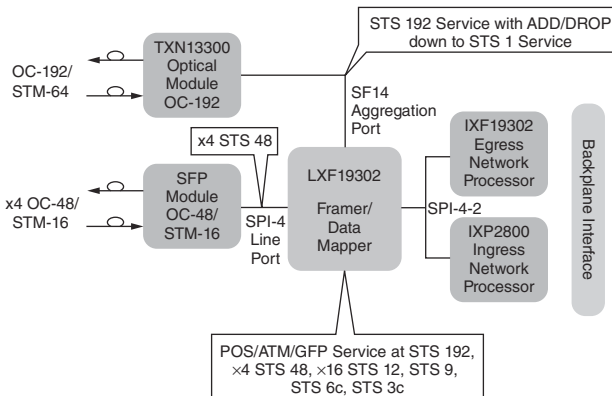 STS 192 Service with ADD/DROP
down to STS 1 Service
TXN13300
Optical
Module
OC-192
OC-192/
STM-64
SF14
Aggregation
Port
x4 STS 48
IXF19302
Egress
Network
Processor
SFP
Module
OC-48/
STM-16
x4 OC-48/
STM-16
SPI-4
Line
Port
LXF19302
Framer/
Data
Mapper
SPI-4-2
IXP2800
Ingress
Network
Processor
Backplane Interface
POS/ATM/GFP Service at STS 192,
×4 STS 48, ×16 STS 12, STS 9,
STS 6c, STS 3c